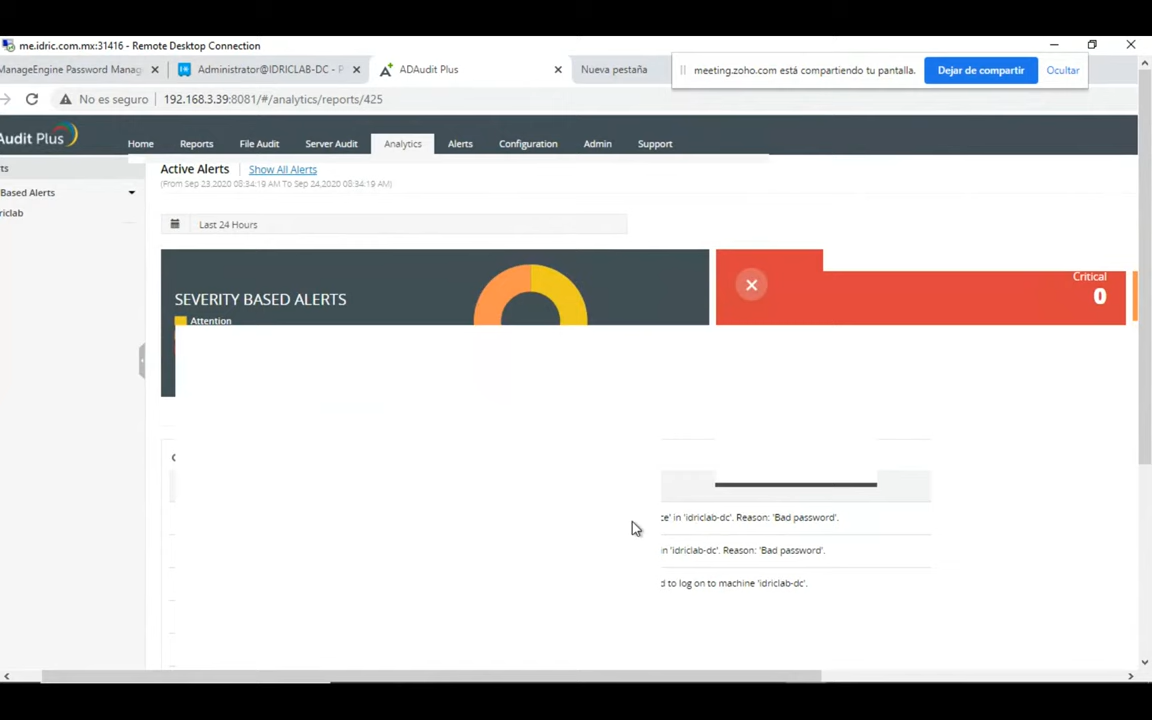 me.idric.com.mx:31416 - Remote Desktop Connection
ManageEngine Password Manag
Administrator@IDRICLAB-DC - P
ADAudit Plus
Nueva pestaña
meeting.zoho.com está compartiendo tu pantalla.
Dejar de compartir
Ocultar
No es seguro
192.168.3.39:8081/#/analytics/reports/425
Audit Plus
Home
Reports
File Audit
Server Audit
Analytics
Alerts
Configuration
Admin
Support
ts
Active Alerts
Show All Alerts
(From Sep 23,2020 08:34:19 AM To Sep 24,2020 08:34:19 AM)
Based Alerts
riclab
Last 24 Hours
SEVERITY BASED ALERTS
Attention
Critical
0
ce' in 'idriclab-dc'. Reason: 'Bad password'.
in 'idriclab-dc'. Reason: 'Bad password'.
d to log on to machine 'idriclab-dc'.